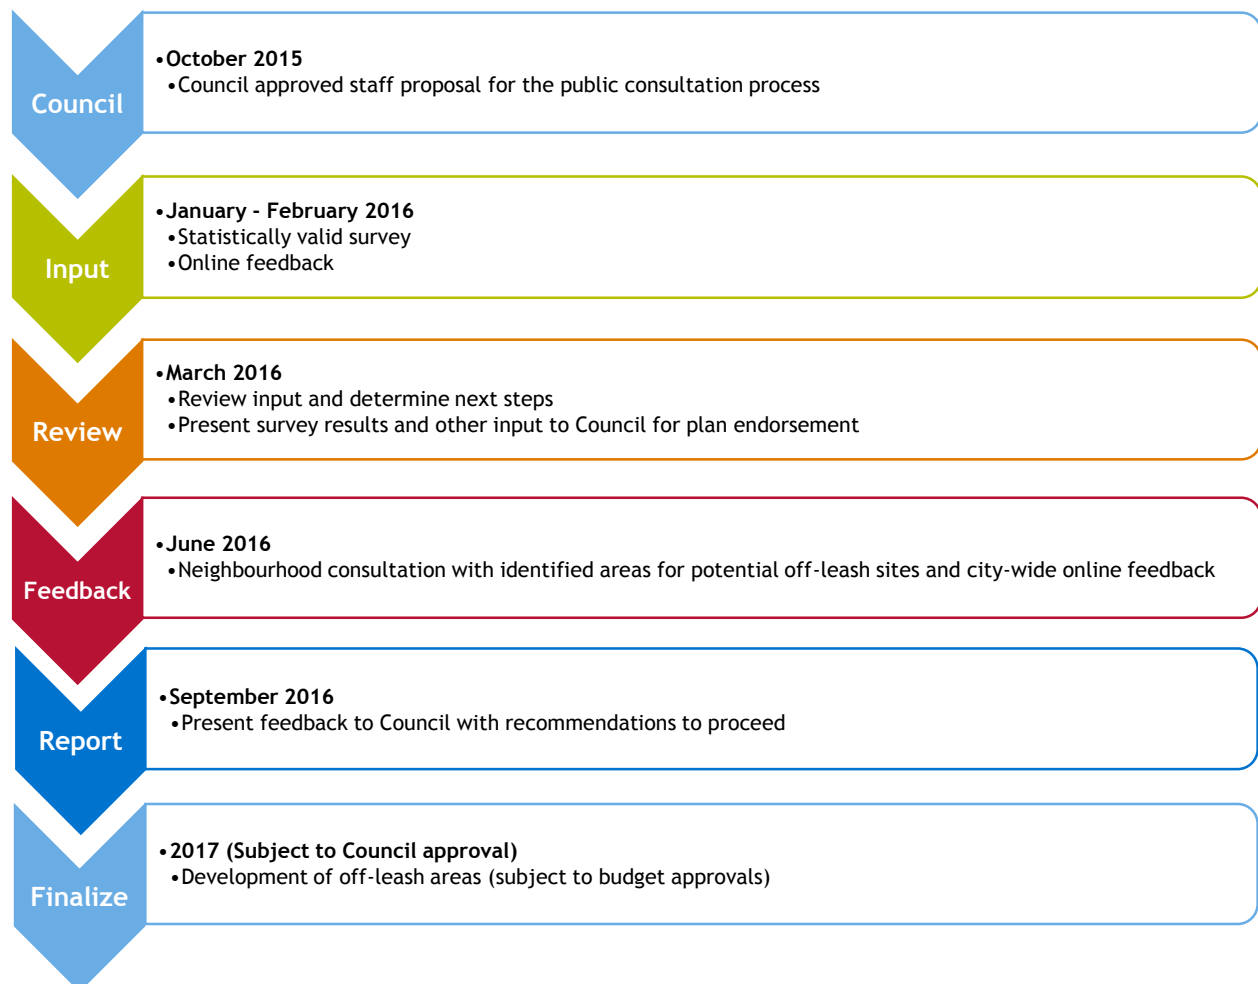 Council
•October 2015
•Council approved staff proposal for the public consultation process
Input
•January - February 2016
•Statistically valid survey
•Online feedback
Review
•March 2016
•Review input and determine next steps
•Present survey results and other input to Council for plan endorsement
Feedback
•June 2016
•Neighbourhood consultation with identified areas for potential off-leash sites and city-wide online feedback
Report
•September 2016
•Present feedback to Council with recommendations to proceed
Finalize
•2017 (Subject to Council approval)
•Development of off-leash areas (subject to budget approvals)